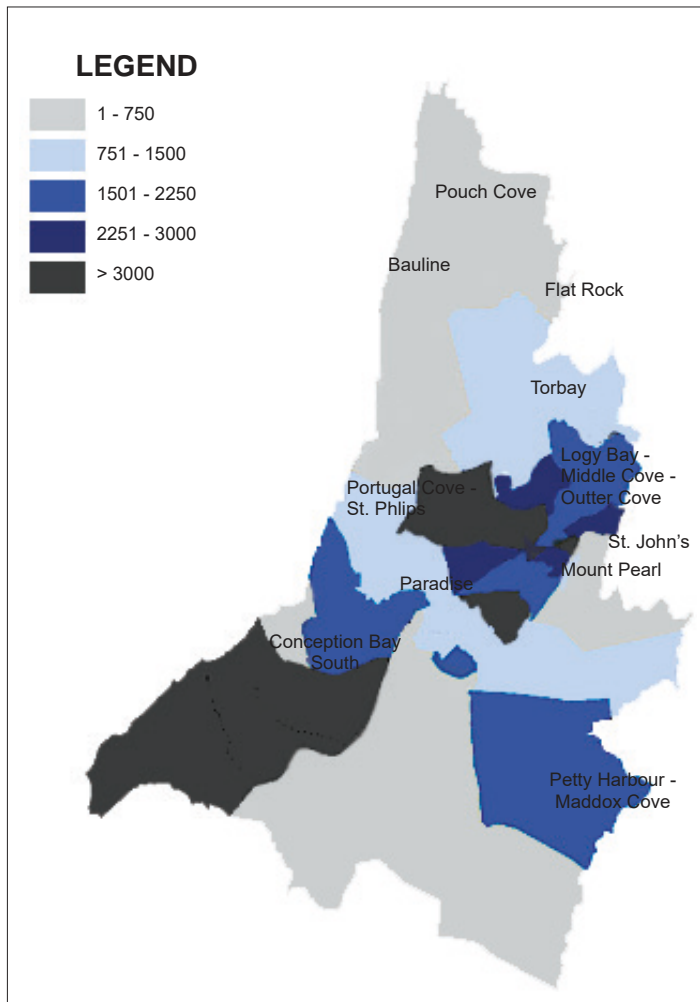 LEGEND
1 - 750
751 - 1500
1501 - 2250
2251 - 3000
> 3000
Pouch Cove
Bauline
Flat Rock
Torbay
Logy Bay -
Middle Cove -
Outter Cove
Portugal Cove -
St. Phlips
St. John's
Mount Pearl
Paradise
Conception Bay
South
Petty Harbour -
Maddox Cove